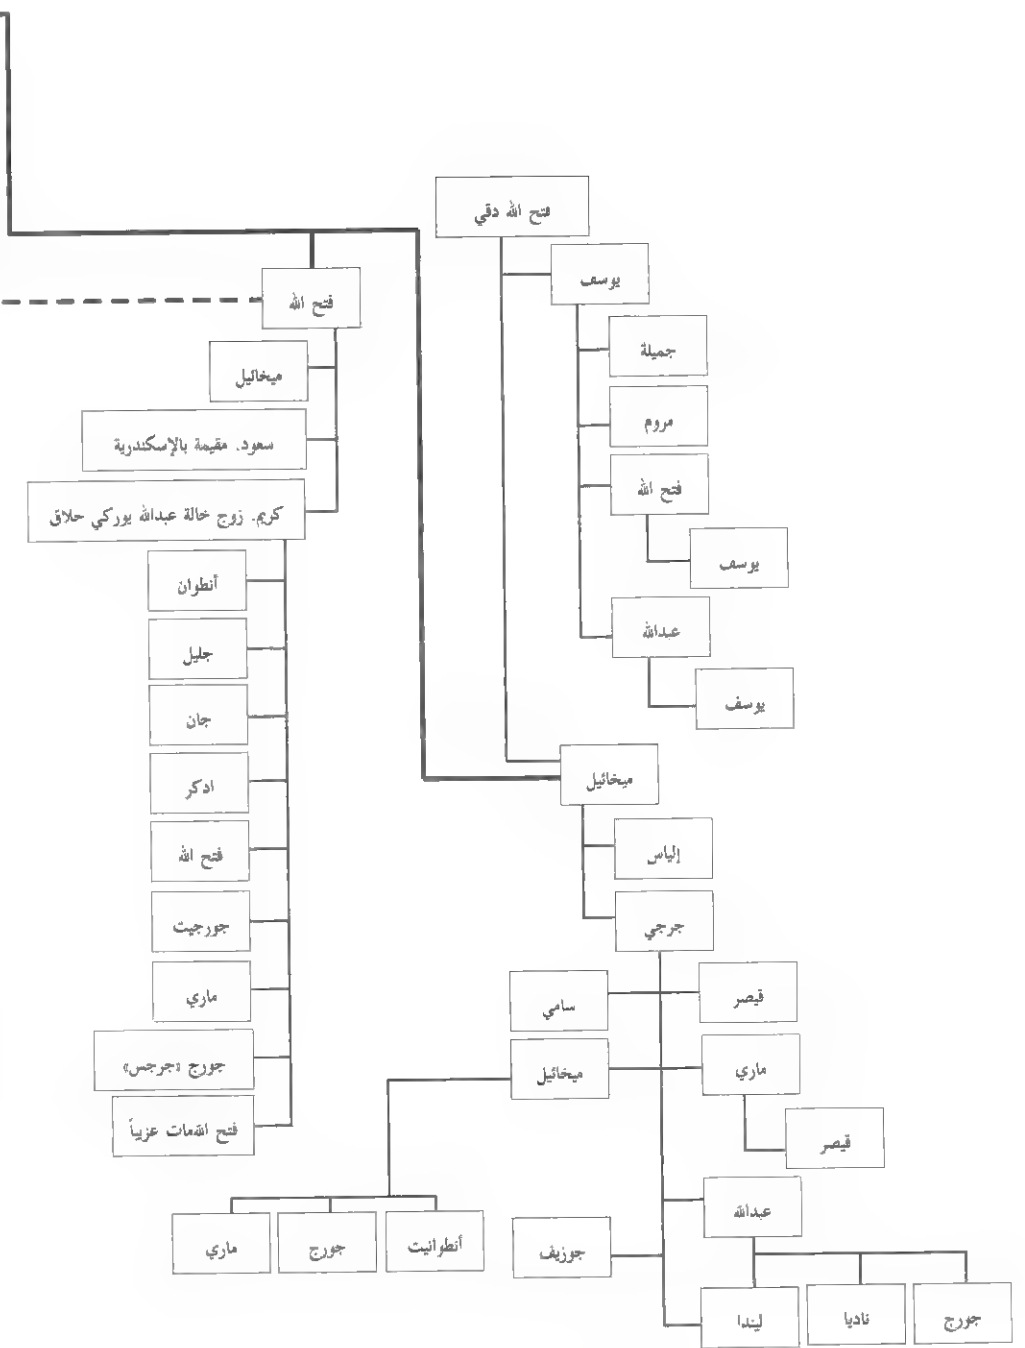 فتح الله دقي
يوسف
جميلة
مروم
فتح الله
يوسف
عبدالله
يوسف
ميخائيل
إلياس
جرجي
قيصر
سامي
ماري
ميخائيل
قيصر
أنطوانيت
جورج
ماري
عبدالله
جوزيف
جورج
ناديا
ليندا
فتح الله
ميخائيل
سعود. مقيمة بالإسكندرية
كريم. زوج خالة عبدالله يوركي حلاق
أنطوان
جليل
جان
ادكر
فتح الله
جورجيت
ماري
جورج «جرجس»
فتح اللهمات عزيباً